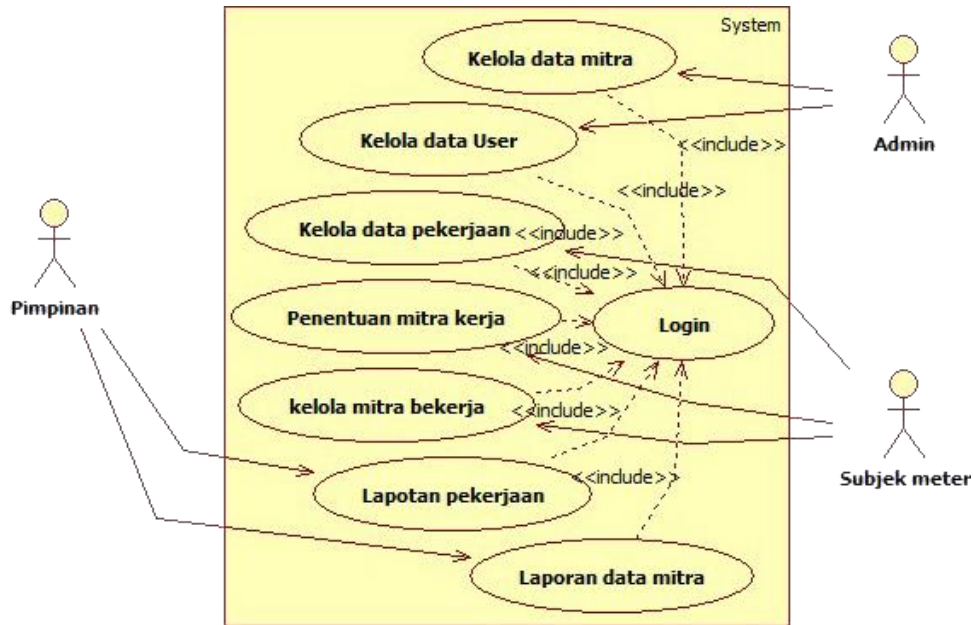 System
Kelola data mitra
Admin
Kelola data User
<<include>>
<<include>>
Kelola data pekerjaan
<<include>>
<<include>>
Pimpinan
Penentuan mitra kerja
Login
<<include>>
kelola mitra bekerja
<<include>>
Subjek meter
<<include>>
Lapotan pekerjaan
Laporan data mitra